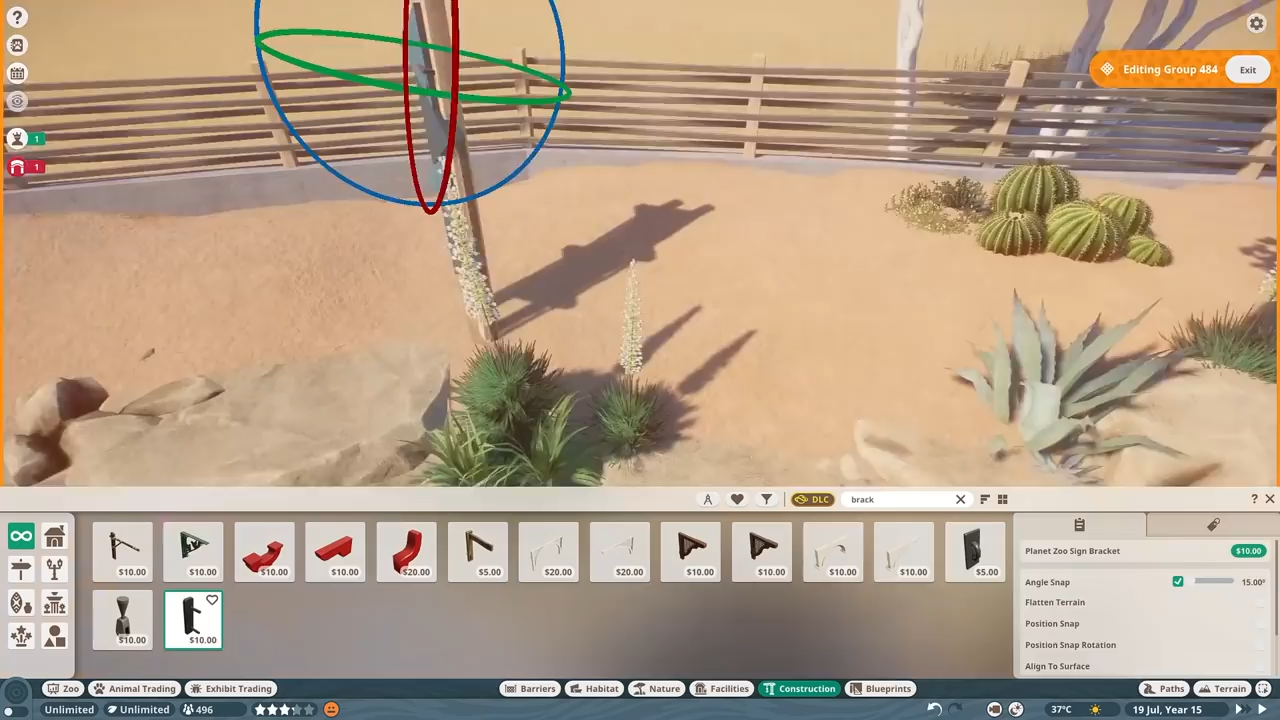 ?
Editing Group 484 Exit
1
1
DLC brack
? ×
$10.00 $10.00 $10.00 $10.00 $20.00 $5.00 $20.00 $20.00 $10.00 $10.00 $10.00 $10.00 $5.00
$10.00 $10.00
Planet Zoo Sign Bracket $10.00
Angle Snap 15.00°
Flatten Terrain
Position Snap
Position Snap Rotation
Align To Surface
Zoo Animal Trading Exhibit Trading Barriers Habitat Nature Facilities Construction Blueprints Paths Terrain
Unlimited Unlimited 496 37°C 19 Jul, Year 15